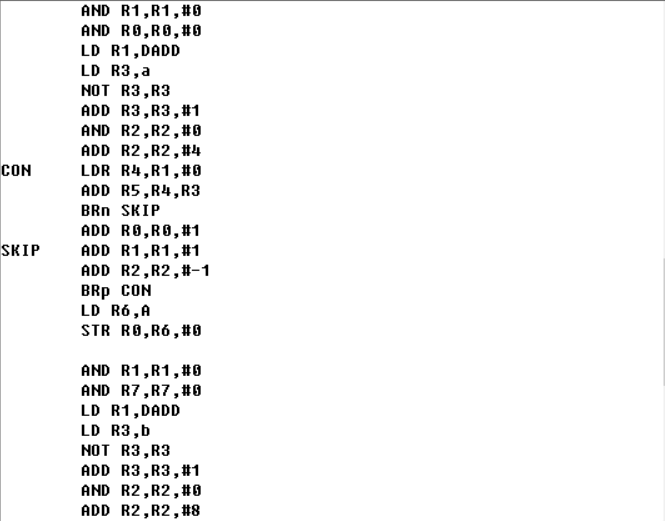 AND R1,R1,#0
AND R0,R0,#0
LD R1,DADD
LD R3,a
NOT R3,R3
ADD R3,R3,#1
AND R2,R2,#0
ADD R2,R2,#4
CON LDR R4,R1,#0
ADD R5,R4,R3
BRn SKIP
ADD R0,R0,#1
SKIP ADD R1,R1,#1
ADD R2,R2,#-1
BRp CON
LD R6,A
STR R0,R6,#0
AND R1,R1,#0
AND R7,R7,#0
LD R1,DADD
LD R3,b
NOT R3,R3
ADD R3,R3,#1
AND R2,R2,#0
ADD R2,R2,#8